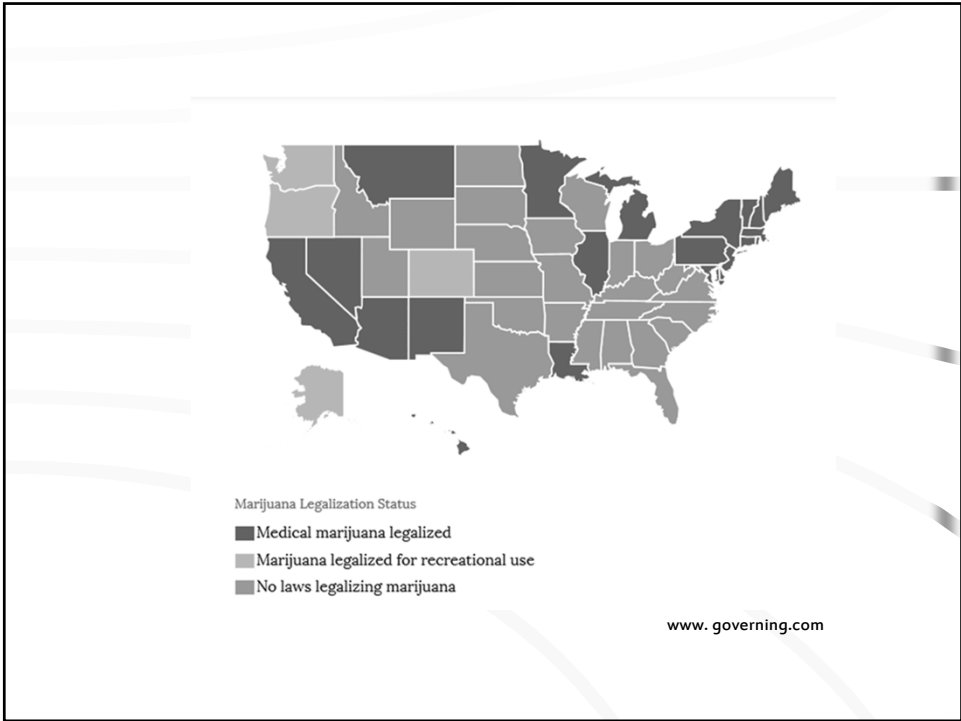 Marijuana Legalization Status
Medical marijuana legalized
Marijuana legalized for recreational use
No laws legalizing marijuana
www. governing.com